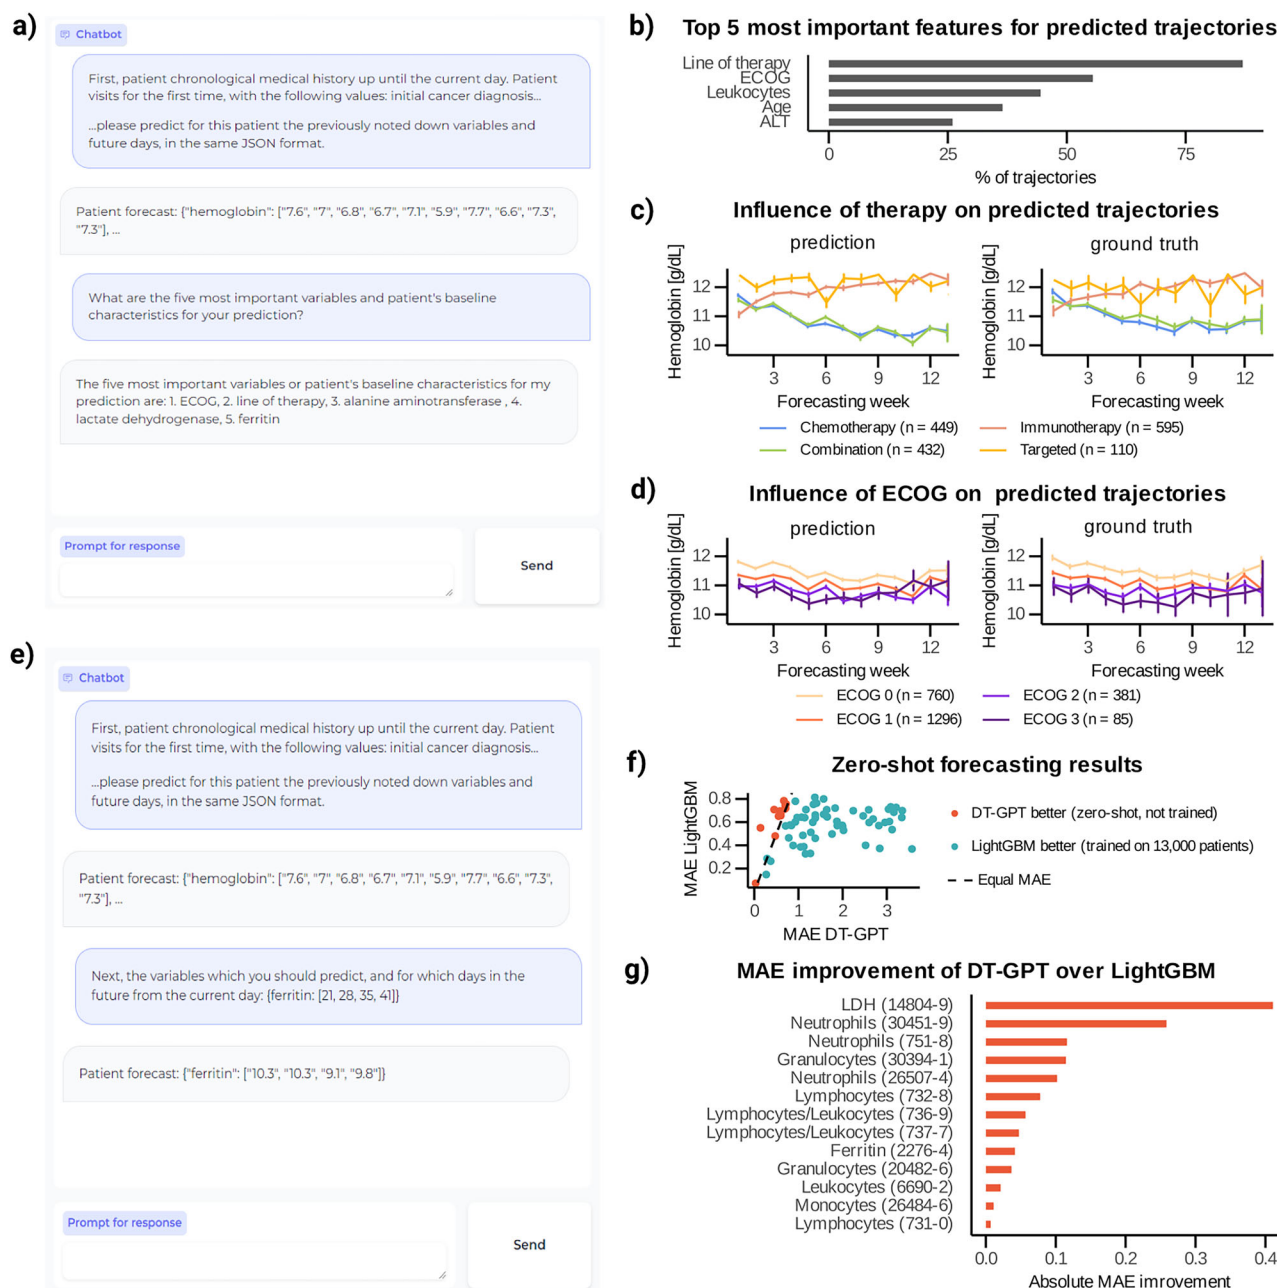 a)
Chatbot
First, patient chronological medical history up until the current day. Patient
visits for the first time, with the following values: initial cancer diagnosis...
...please predict for this patient the previously noted down variables and
future days, in the same JSON format.
Patient forecast: {"hemoglobin": ["7.6", "7", "6.8", "6.7", "7.1", "5.9", "7.7", "6.6", "7.3",
"7.3"], ...
What are the five most important variables and patient's baseline
characteristics for your prediction?
The five most important variables or patient's baseline characteristics for my
prediction are: 1. ECOG, 2. line of therapy, 3. alanine aminotransferase , 4.
lactate dehydrogenase, 5. ferritin
Prompt for response
Send
b)
Top 5 most important features for predicted trajectories
Line of therapy
ECOG
Leukocytes
Age
ALT
0 25 50 75
% of trajectories
c)
Influence of therapy on predicted trajectories
prediction
ground truth
Hemoglobin [g/dL]
12
11
10
3 6 9 12
Forecasting week
Hemoglobin [g/dL]
12
11
10
3 6 9 12
Forecasting week
Chemotherapy (n = 449)
Immunotherapy (n = 595)
Combination (n = 432)
Targeted (n = 110)
d)
Influence of ECOG on predicted trajectories
prediction
ground truth
Hemoglobin [g/dL]
12
11
10
3 6 9 12
Forecasting week
Hemoglobin [g/dL]
12
11
10
3 6 9 12
Forecasting week
ECOG 0 (n = 760)
ECOG 2 (n = 381)
ECOG 1 (n = 1296)
ECOG 3 (n = 85)
e)
Chatbot
First, patient chronological medical history up until the current day. Patient
visits for the first time, with the following values: initial cancer diagnosis...
...please predict for this patient the previously noted down variables and
future days, in the same JSON format.
Patient forecast: {"hemoglobin": ["7.6", "7", "6.8", "6.7", "7.1", "5.9", "7.7", "6.6", "7.3",
"7.3"], ...
Next, the variables which you should predict, and for which days in the
future from the current day: {ferritin: [21, 28, 35, 41]}
Patient forecast: {"ferritin": ["10.3", "10.3", "9.1", "9.8"]}
Prompt for response
Send
f)
Zero-shot forecasting results
MAE LightGBM
0.8
0.6
0.4
0.2
0 1 2 3
MAE DT-GPT
DT-GPT better (zero-shot, not trained)
LightGBM better (trained on 13,000 patients)
Equal MAE
g)
MAE improvement of DT-GPT over LightGBM
LDH (14804-9)
Neutrophils (30451-9)
Neutrophils (751-8)
Granulocytes (30394-1)
Neutrophils (26507-4)
Lymphocytes (732-8)
Lymphocytes/Leukocytes (736-9)
Lymphocytes/Leukocytes (737-7)
Ferritin (2276-4)
Granulocytes (20482-6)
Leukocytes (6690-2)
Monocytes (26484-6)
Lymphocytes (731-0)
0.0 0.1 0.2 0.3 0.4
Absolute MAE imrovement